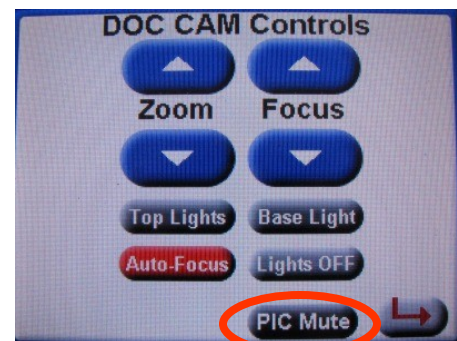 DOC CAM Controls
Zoom Focus
Top Lights Base Light
Auto-Focus Lights OFF
PIC Mute